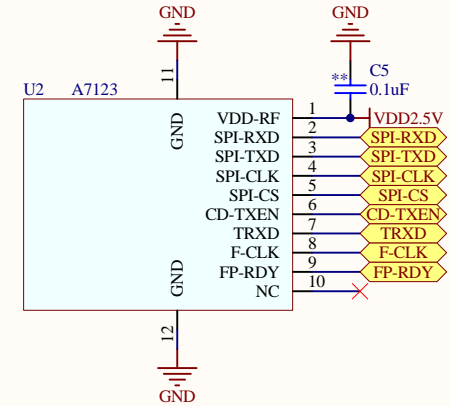 GND
GND
U2 A7123
11
GND
** C5
0.1uF
VDD-RF 1 VDD2.5V
SPI-RXD 2 SPI-RXD
SPI-TXD 3 SPI-TXD
SPI-CLK 4 SPI-CLK
SPI-CS 5 SPI-CS
CD-TXEN 6 CD-TXEN
TRXD 7 TRXD
F-CLK 8 F-CLK
FP-RDY 9 FP-RDY
NC 10
GND
12
GND